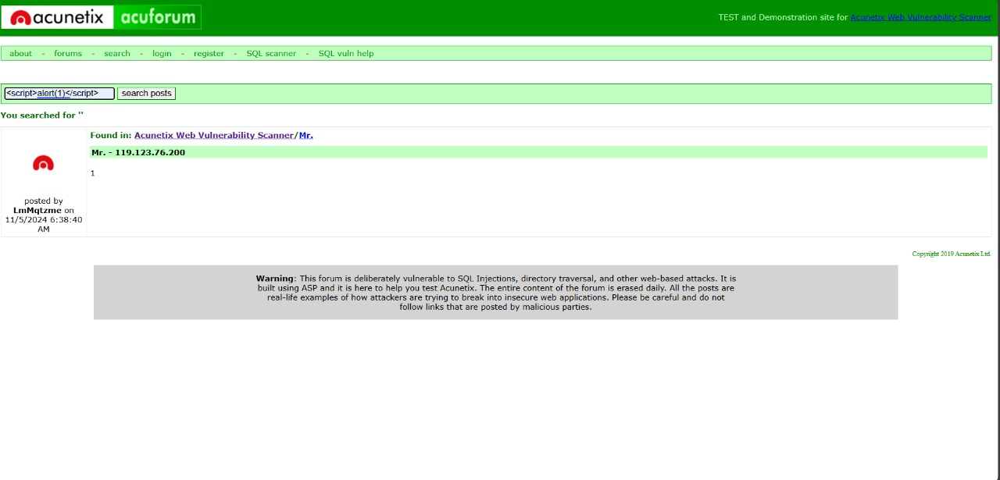 acunetix acuforum
TEST and Demonstration site for Acunetix Web Vulnerability Scanner
about - forums - search - login - register - SQL scanner - SQL vuln help
<script>alert(1)</script> search posts
You searched for ''
Found in: Acunetix Web Vulnerability Scanner/Mr.
Mr. - 119.123.76.200
1
posted by
LmMqtzme on
11/5/2024 6:38:40
AM
Copyright 2019 Acunetix Ltd.
Warning: This forum is deliberately vulnerable to SQL Injections, directory traversal, and other web-based attacks. It is
built using ASP and it is here to help you test Acunetix. The entire content of the forum is erased daily. All the posts are
real-life examples of how attackers are trying to break into insecure web applications. Please be careful and do not
follow links that are posted by malicious parties.